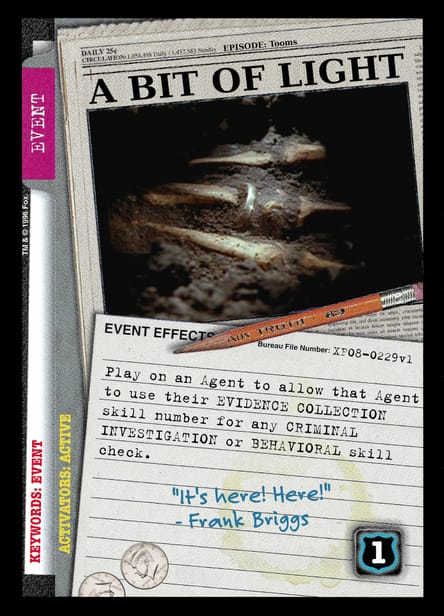 DAILY 25¢
EPISODE: Tooms
A BIT OF LIGHT
EVENT
TM & © 1996 Fox
EVENT EFFECTS
Bureau File Number: XF08-0229v1
Play on an Agent to allow that Agent
to use their EVIDENCE COLLECTION
skill number for any CRIMINAL
INVESTIGATION or BEHAVIORAL skill
check.
"It's here! Here!"
- Frank Briggs
KEYWORDS: EVENT
ACTIVATORS: ACTIVE
1